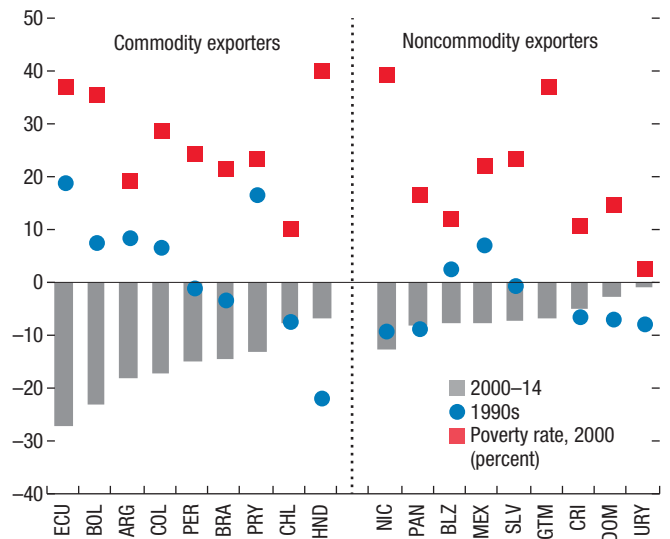 50
40
30
20
10
0
−10
−20
−30
−40
Commodity exporters
Noncommodity exporters
2000–14
1990s
Poverty rate, 2000
(percent)
ECU
BOL
ARG
COL
PER
BRA
PRY
CHL
HND
NIC
PAN
BLZ
MEX
SLV
GTM
CRI
DOM
URY